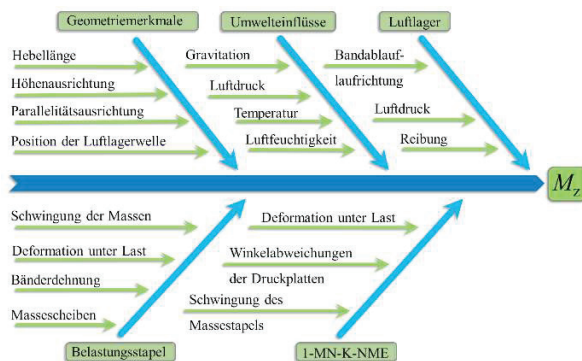 Geometriemerkmale
Umwelteinflüsse
Luftlager
Hebellänge
Höhenausrichtung
Parallelitätsausrichtung
Position der Luftlagerwelle
Gravitation
Luftdruck
Temperatur
Luftfeuchtigkeit
Bandablauf-
laufrichtung
Luftdruck
Reibung
M_z
Schwingung der Massen
Deformation unter Last
Bänderdehnung
Massescheiben
Deformation unter Last
Winkelabweichungen
der Druckplatten
Schwingung des
Massestapels
Belastungsstapel
1-MN-K-NME